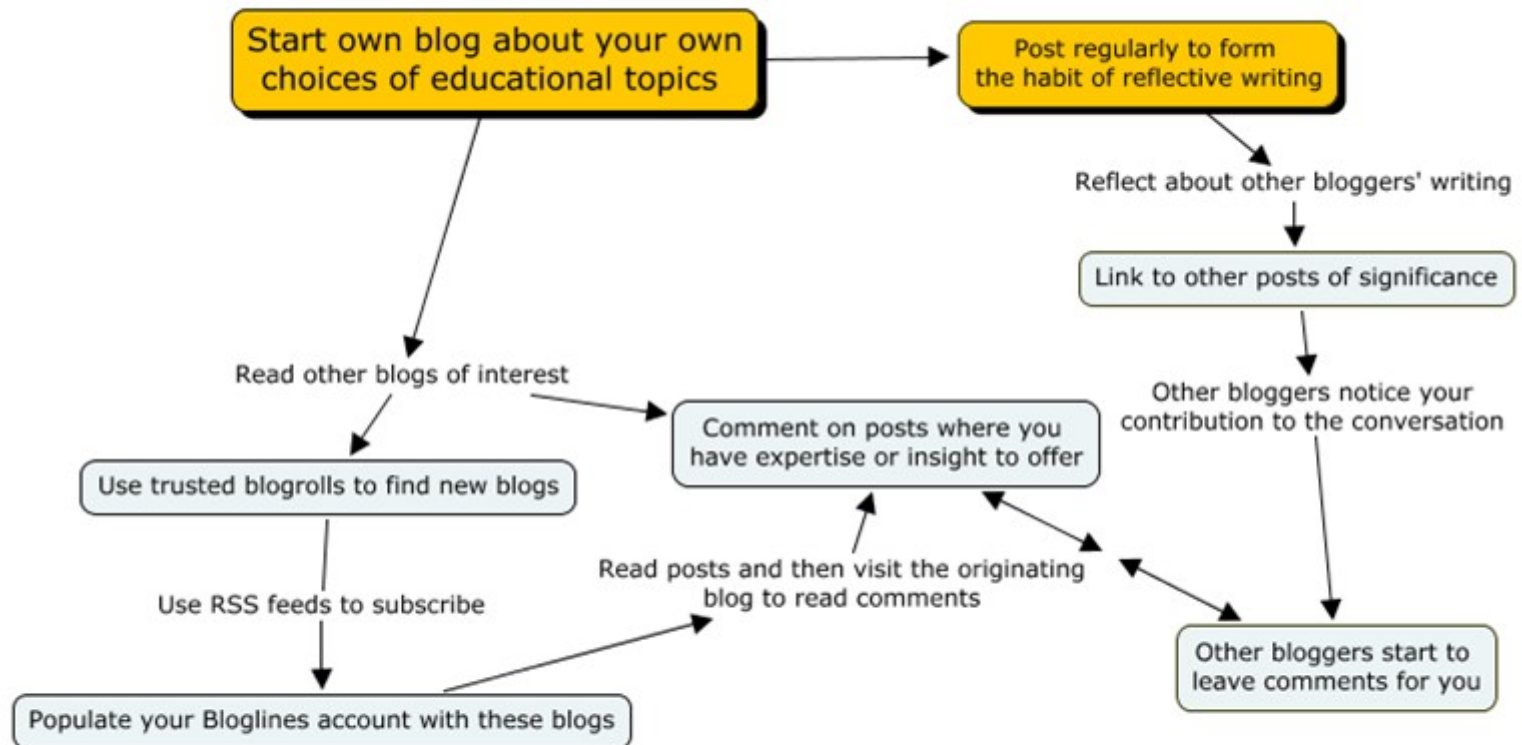 Start own blog about your own
choices of educational topics
Post regularly to form
the habit of reflective writing
Reflect about other bloggers' writing
Link to other posts of significance
Other bloggers notice your
contribution to the conversation
Read other blogs of interest
Comment on posts where you
have expertise or insight to offer
Use trusted blogrolls to find new blogs
Read posts and then visit the originating
blog to read comments
Use RSS feeds to subscribe
Other bloggers start to
leave comments for you
Populate your Bloglines account with these blogs